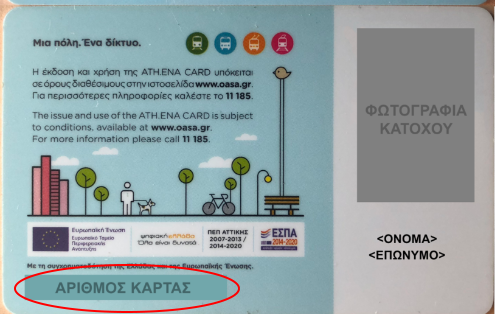 Μια πόλη. Ένα δίκτυο.
Η έκδοση και χρήση της ATH.ENA CARD υπόκειται
σε όρους διαθέσιμους στην ιστοσελίδα www.oasa.gr.
Για περισσότερες πληροφορίες καλέστε το 11 185.
The issue and use of the ATH.ENA CARD is subject
to conditions, available at www.oasa.gr.
For more information please call 11 185.
Ευρωπαϊκή Ένωση
Ευρωπαϊκό Ταμείο
Περιφερειακής
Ανάπτυξης
ψηφιακήελλάδα
Όλα είναι δυνατά
ΠΕΠ ΑΤΤΙΚΗΣ
2007-2013 /
2014-2020
ΕΣΠΑ
2014-2020
Με τη συγχρηματοδότηση της Ελλάδας και της Ευρωπαϊκής Ένωσης.
ΑΡΙΘΜΟΣ ΚΑΡΤΑΣ
ΦΩΤΟΓΡΑΦΙΑ
ΚΑΤΟΧΟΥ
<ΟΝΟΜΑ>
<ΕΠΩΝΥΜΟ>